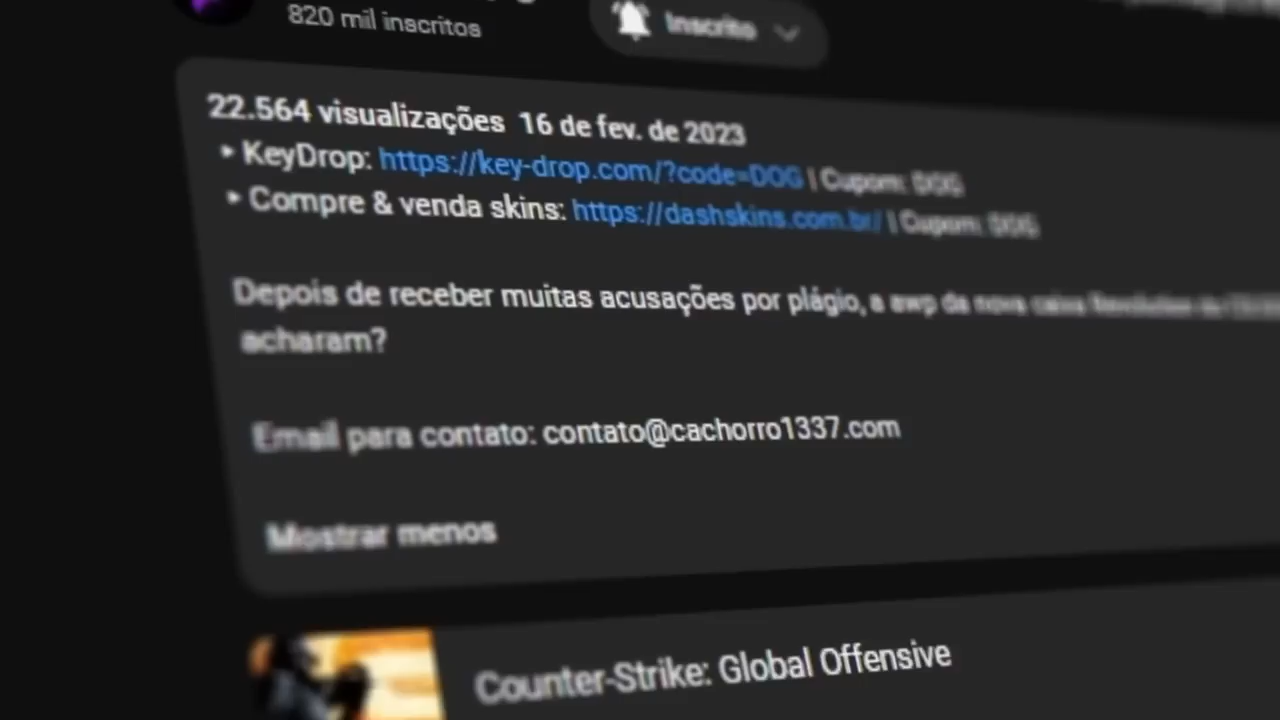 820 mil inscritos
Inscrito
22.564 visualizações 16 de fev. de 2023
▸ KeyDrop: https://key-drop.com/?code=DOG | Cupom: DOG
▸ Compre & venda skins: https://dashskins.com.br/ | Cupom: DOG
Depois de receber muitas acusações por plágio, a awp da nova caixa Revolution
acharam?
Email para contato: contato@cachorro1337.com
Mostrar menos
Counter-Strike: Global Offensive